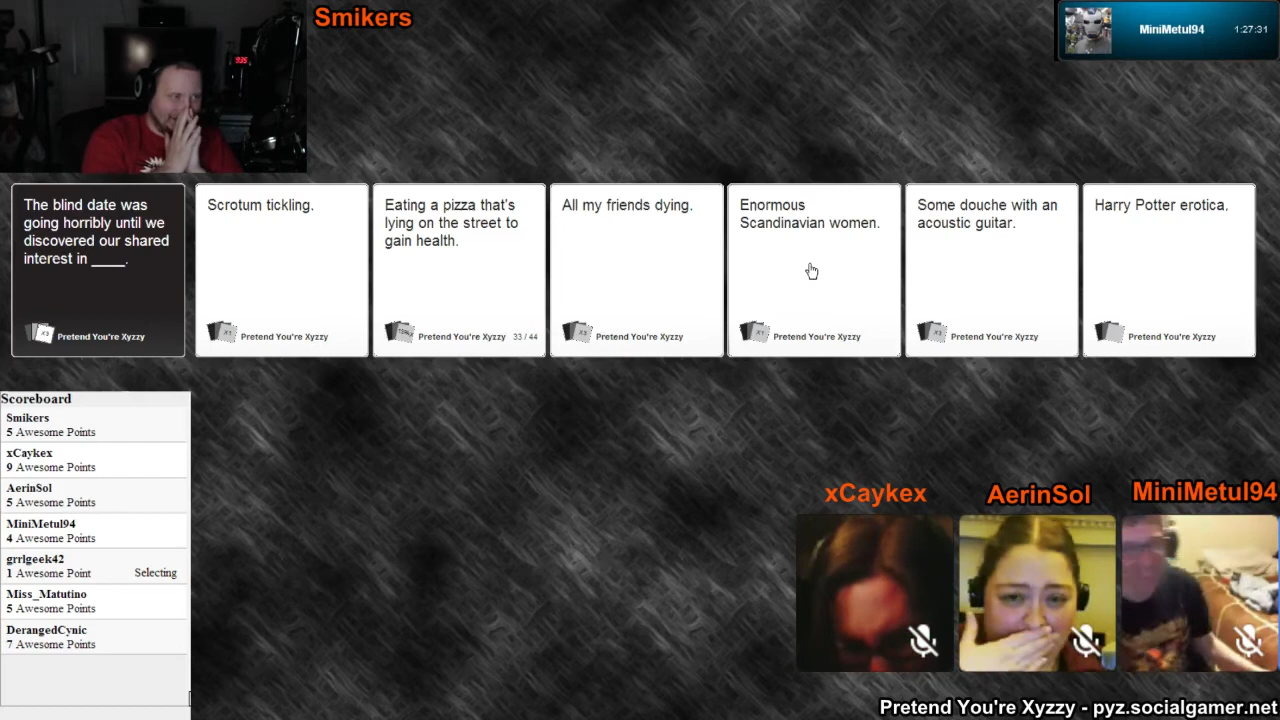 Smikers
MiniMetul94
1:27:31
935
The blind date was
going horribly until we
discovered our shared
interest in ____.
X3
Pretend You're Xyzzy
Scrotum tickling.
X1
Pretend You're Xyzzy
Eating a pizza that's
lying on the street to
gain health.
Pretend You're Xyzzy 33 / 44
All my friends dying.
X3
Pretend You're Xyzzy
Enormous
Scandinavian women.
X1
Pretend You're Xyzzy
Some douche with an
acoustic guitar.
Pretend You're Xyzzy
Harry Potter erotica.
Pretend You're Xyzzy
Scoreboard
Smikers
5 Awesome Points
xCaykex
9 Awesome Points
AerinSol
5 Awesome Points
MiniMetul94
4 Awesome Points
grrlgeek42
1 Awesome Point Selecting
Miss_Matutino
5 Awesome Points
DerangedCynic
7 Awesome Points
xCaykex
AerinSol
MiniMetul94
Pretend You're Xyzzy - pyz.socialgamer.net